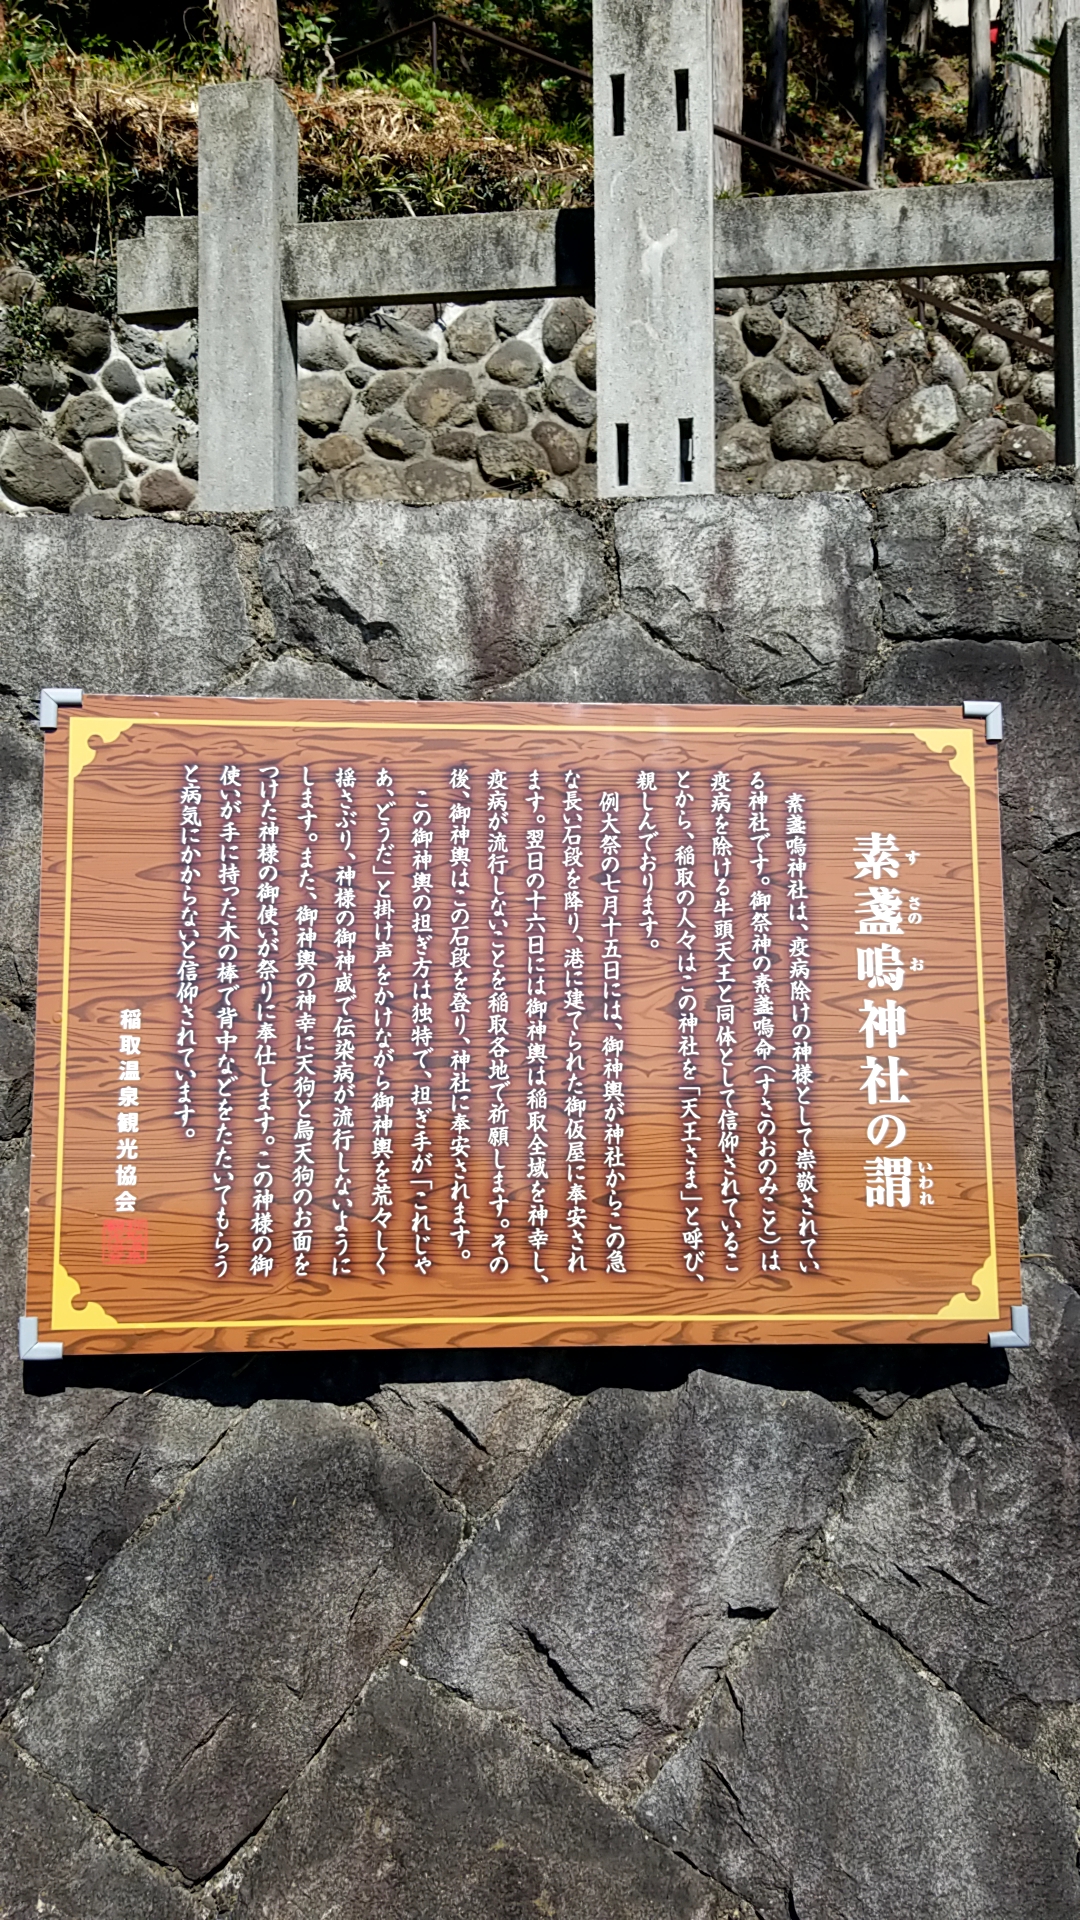 素盞嗚神社の謂
す さの お いわれ
素盞嗚神社は、疫病除けの神様として崇敬されてい
る神社です。御祭神の素盞嗚命（すさのおのみこと）は
疫病を除ける牛頭天王と同体として信仰されているこ
とから、稲取の人々はこの神社を「天王さま」と呼び、
親しんでおります。
例大祭の七月十五日には、御神輿が神社からこの急
な長い石段を降り、港に建てられた御仮屋に奉安され
ます。翌日の十六日には御神輿は稲取全域を神幸し、
疫病が流行しないことを稲取各地で祈願します。その
後、御神輿はこの石段を登り、神社に奉安されます。
この御神輿の担ぎ方は独特で、担ぎ手が「これじゃ
あ、どうだ」と掛け声をかけながら御神輿を荒々しく
揺さぶり、神様の御神威で伝染病が流行しないように
します。また、御神輿の神幸に天狗と烏天狗のお面を
つけた神様の御使いが祭りに奉仕します。この神様の御
使いが手に持った木の棒で背中などをたたいてもらう
と病気にかからないと信仰されています。
稲取温泉観光協会